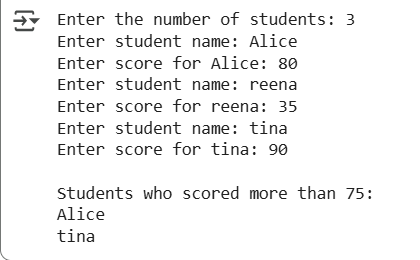 Enter the number of students: 3
Enter student name: Alice
Enter score for Alice: 80
Enter student name: reena
Enter score for reena: 35
Enter student name: tina
Enter score for tina: 90
Students who scored more than 75:
Alice
tina